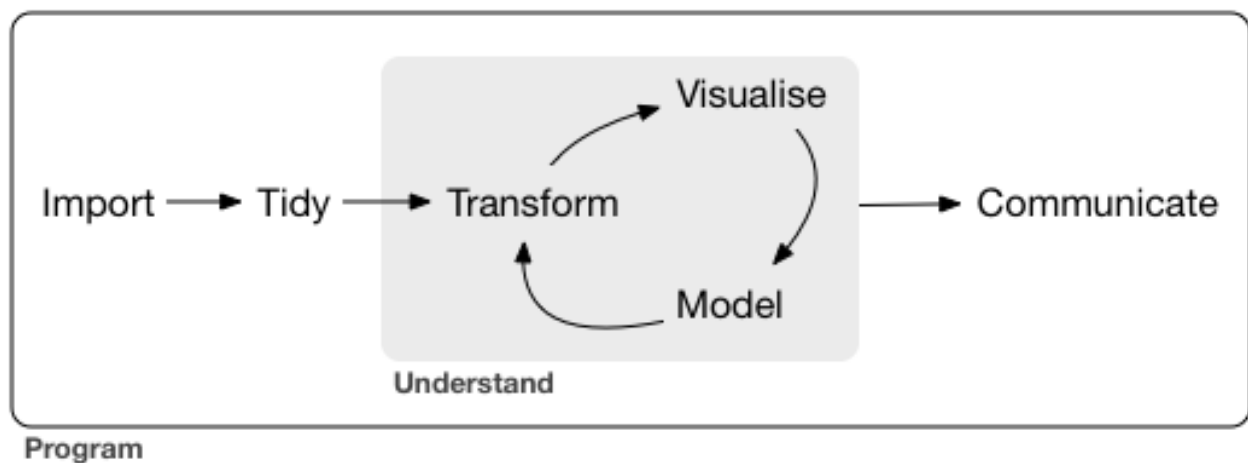 Visualise
Import
Tidy
Transform
Communicate
Model
Understand
Program